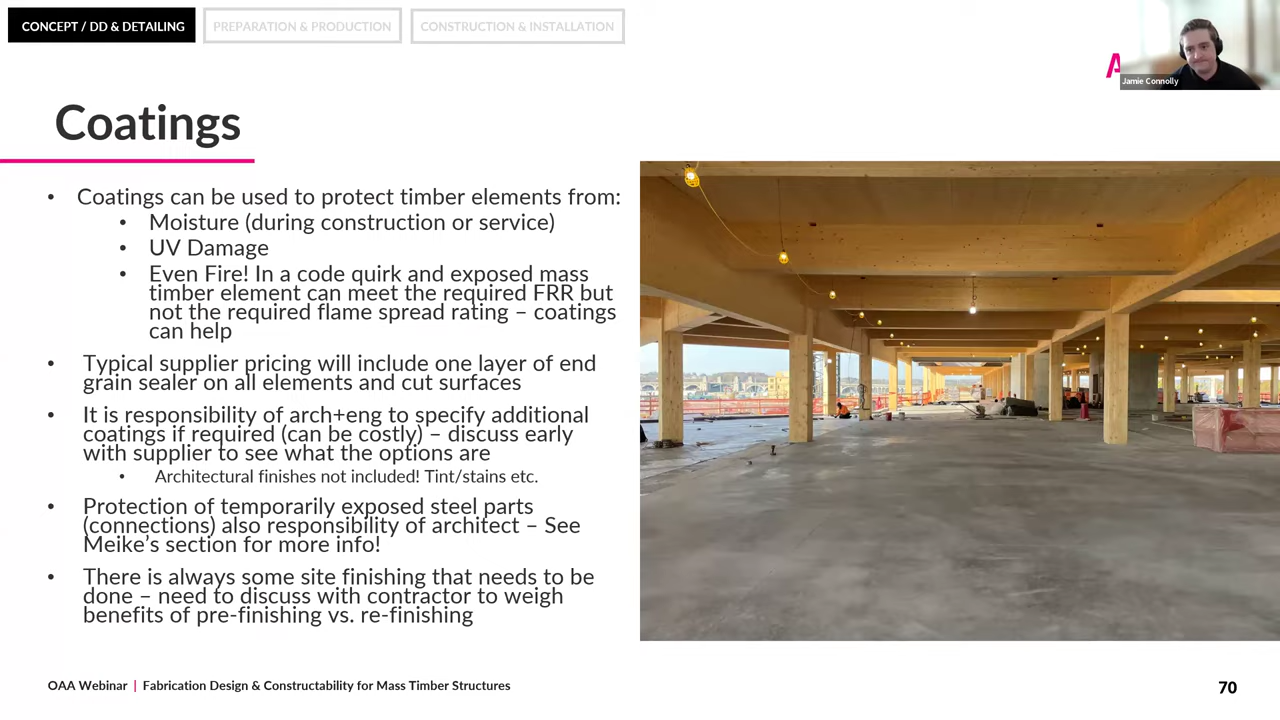 CONCEPT / DD & DETAILING
PREPARATION & PRODUCTION
CONSTRUCTION & INSTALLATION
A
Jamie Connolly
Coatings
• Coatings can be used to protect timber elements from:
• Moisture (during construction or service)
• UV Damage
• Even Fire! In a code quirk and exposed mass
timber element can meet the required FRR but
not the required flame spread rating – coatings
can help
• Typical supplier pricing will include one layer of end
grain sealer on all elements and cut surfaces
• It is responsibility of arch+eng to specify additional
coatings if required (can be costly) – discuss early
with supplier to see what the options are
• Architectural finishes not included! Tint/stains etc.
• Protection of temporarily exposed steel parts
(connections) also responsibility of architect – See
Meike’s section for more info!
• There is always some site finishing that needs to be
done – need to discuss with contractor to weigh
benefits of pre-finishing vs. re-finishing
OAA Webinar | Fabrication Design & Constructability for Mass Timber Structures
70